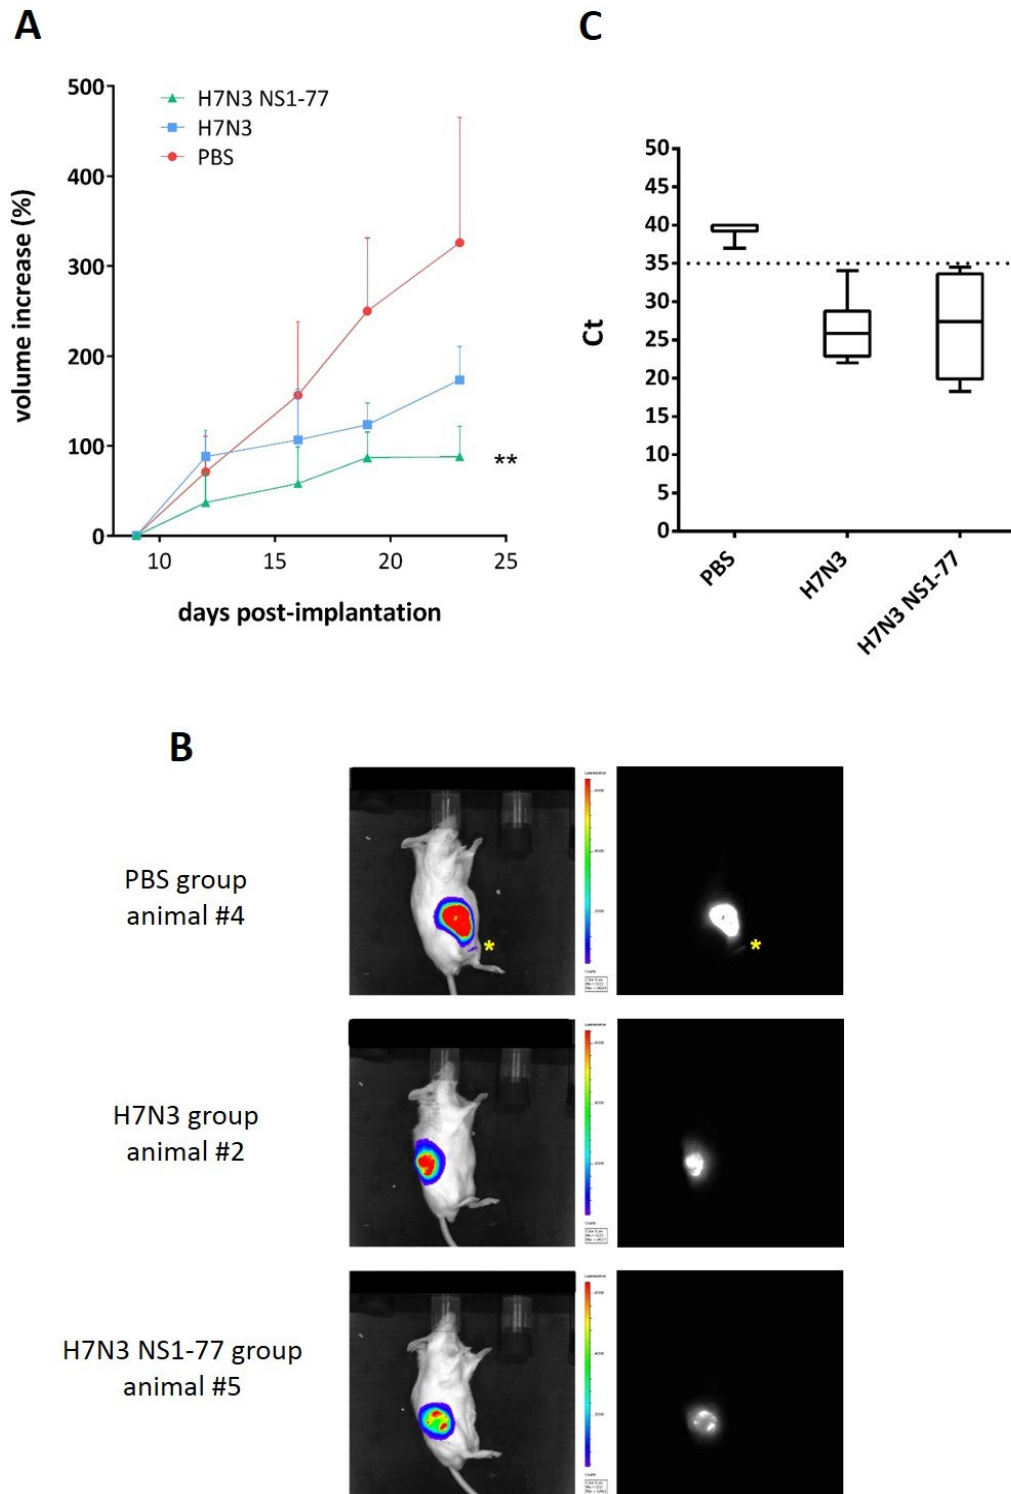 A
C
500
400
300
200
100
0
volume increase (%)
H7N3 NS1-77
H7N3
PBS
**
10
15
20
25
days post-implantation
50
45
40
35
30
25
20
15
10
5
0
Ct
PBS
H7N3
H7N3 NS1-77
B
PBS group
animal #4
*
*
H7N3 group
animal #2
H7N3 NS1-77 group
animal #5